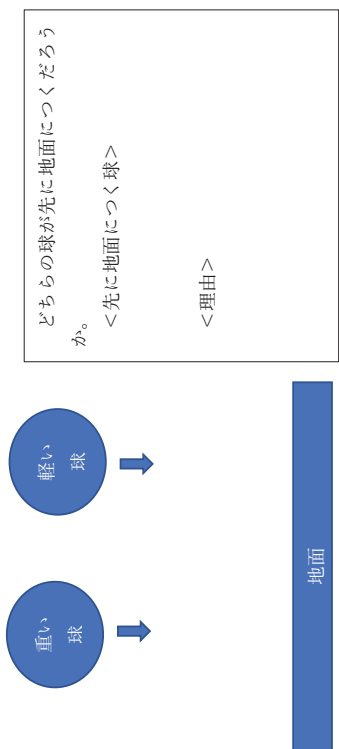 重い
球
軽い
球
地面
どちらの球が先に地面につくだろう
か。
＜先に地面につく球＞
＜理由＞